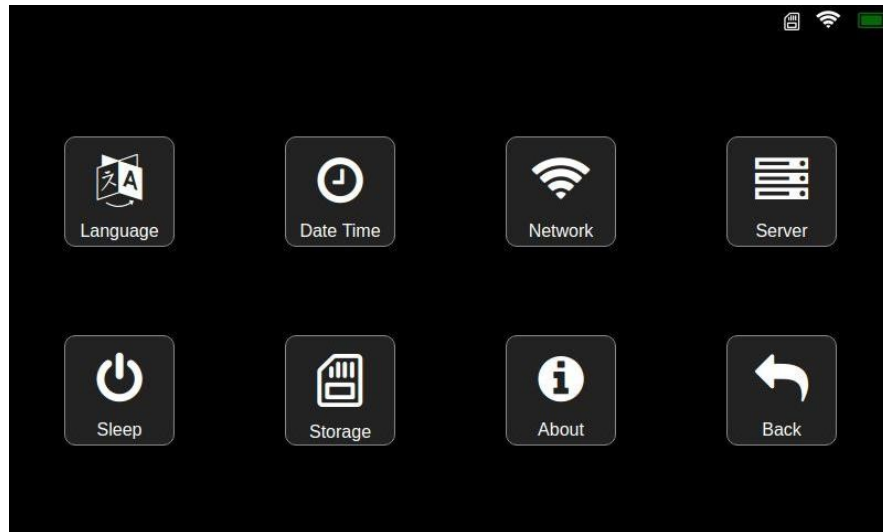 Language
Date Time
Network
Server
Sleep
Storage
About
Back